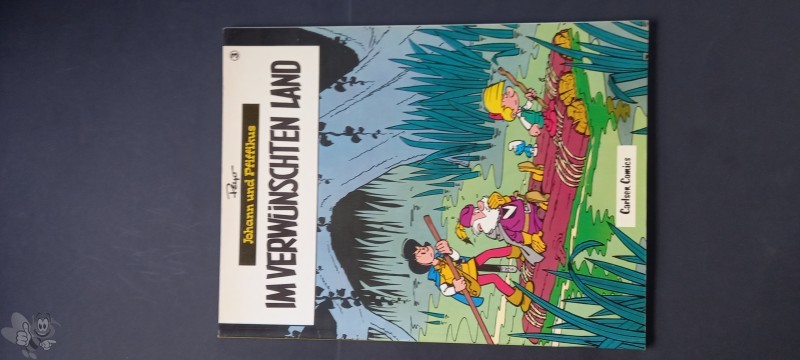 Peyo
Johann und Pfiffikus
IM VERWÜNSCHTEN LAND
Carlsen Comics